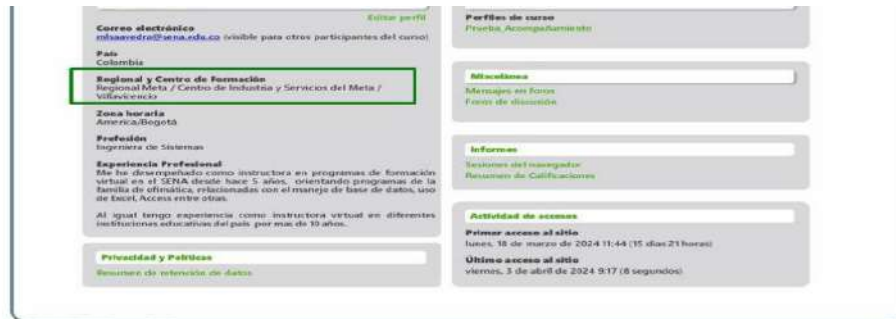 Editar perfil
Correo electrónico
mlsaavedra@sena.edu.co (visible para otros participantes del curso)
País
Colombia
Regional y Centro de Formación
Regional Meta / Centro de Industria y Servicios del Meta /
Villavicencio
Zona horaria
America/Bogotá
Profesión
Ingeniera de Sistemas
Experiencia Profesional
Me he desempeñado como instructora en programas de formación
virtual en el SENA desde hace 5 años, orientando programas de la
familia de ofimática, relacionadas con el manejo de base de datos, uso
de Excel, Access entre otras.
Al igual tengo experiencia como instructora virtual en diferentes
instituciones educativas del país por mas de 10 años.
Privacidad y Políticas
Resumen de retención de datos
Perfiles de curso
Prueba_Acompañamiento
Miscelánea
Mensajes en foros
Foros de discusión
Informes
Sesiones del navegador
Resumen de Calificaciones
Actividad de accesos
Primer acceso al sitio
lunes, 18 de marzo de 2024 11:44 (15 días 21 horas)
Último acceso al sitio
viernes, 3 de abril de 2024 9:17 (8 segundos)